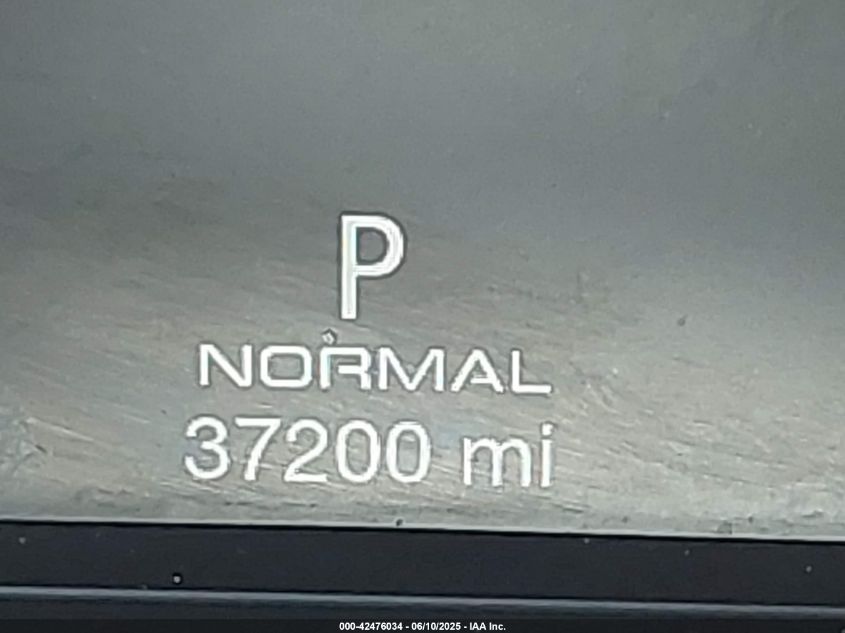 P
NORMAL
37200 mi
000-42476034 - 06/10/2025 - IAA Inc.